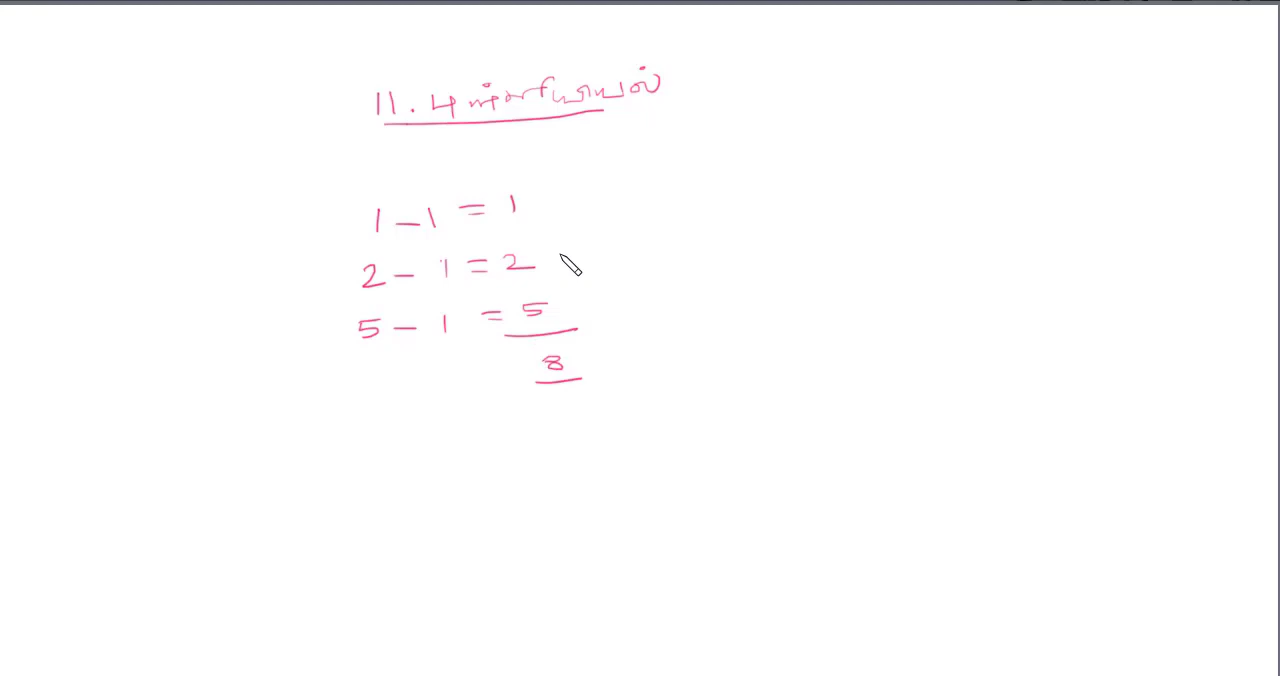 11. புள்ளியியல்
1 - 1 = 1
2 - 1 = 2
5 - 1 = 5
8